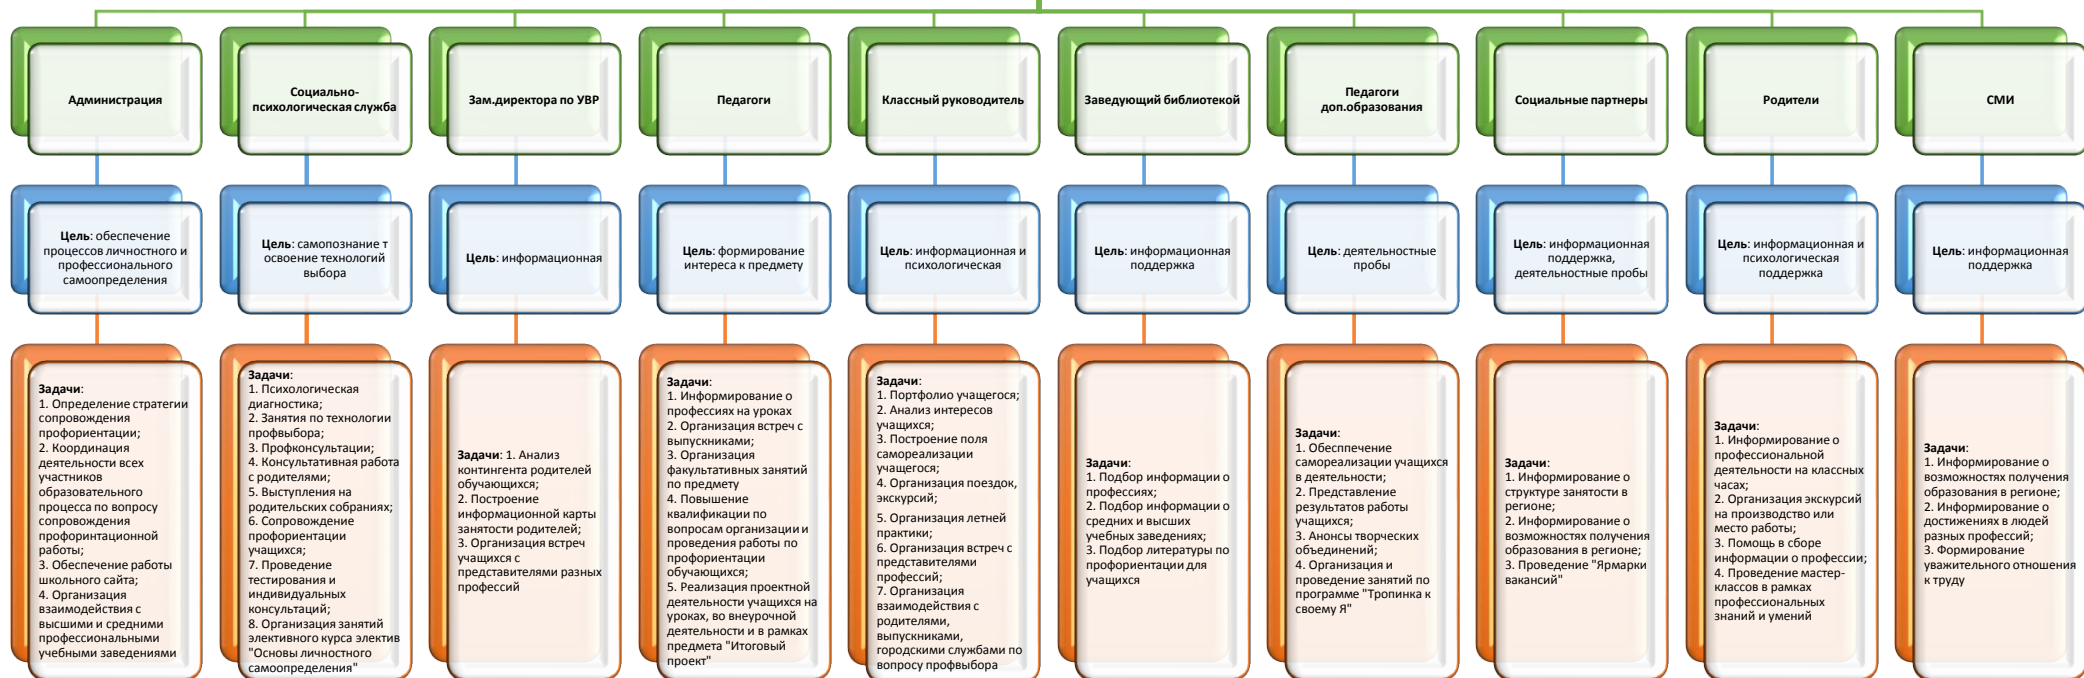 Администрация
Социально-
психологическая служба
Зам.директора по УВР
Педагоги
Классный руководитель
Заведующий библиотекой
Педагоги
доп.образования
Социальные партнеры
Родители
СМИ
Цель: обеспечение
процессов личностного и
профессионального
самоопределения
Цель: самопознание т
освоение технологий
выбора
Цель: информационная
Цель: формирование
интереса к предмету
Цель: информационная и
психологическая
Цель: информационная
поддержка
Цель: деятельностные
пробы
Цель: информационная
поддержка,
деятельностные пробы
Цель: информационная и
психологическая
поддержка
Цель: информационная
поддержка
Задачи:
1. Определение стратегии
сопровождения
профориентации;
2. Координация
деятельности всех
участников
образовательного
процесса по вопросу
сопровождения
профоринтационной
работы;
3. Обеспечение работы
школьного сайта;
4. Организация
взаимодействия с
высшими и средними
профессиональными
учебными заведениями
Задачи:
1. Психологическая
диагностика;
2. Занятия по технологии
профвыбора;
3. Профконсультации;
4. Консультативная работа
с родителями;
5. Выступления на
родительских собраниях;
6. Сопровождение
профориентации
учащихся;
7. Проведение
тестирования и
индивидуальных
консультаций;
8. Организация занятий
элективного курса электив
"Основы личностного
самоопределения"
Задачи: 1. Анализ
контингента родителей
обучающихся;
2. Построение
информационной карты
занятости родителей;
3. Организация встреч
учащихся с
представителями разных
профессий
Задачи:
1. Информирование о
профессиях на уроках
2. Организация встреч с
выпускниками;
3. Организация
факультативных занятий
по предмету
4. Повышение
квалификации по
вопросам организации и
проведения работы по
профориентации
обучающихся;
5. Реализация проектной
деятельности учащихся на
уроках, во внеурочной
деятельности и в рамках
предмета "Итоговый
проект"
Задачи:
1. Портфолио учащегося;
2. Анализ интересов
учащихся;
3. Построение поля
самореализации
учащегося;
4. Организация поездок,
экскурсий;
5. Организация летней
практики;
6. Организация встреч с
представителями
профессий;
7. Организация
взаимодействия с
родителями,
выпускниками,
городскими службами по
вопросу профвыбора
Задачи:
1. Подбор информации о
профессиях;
2. Подбор информации о
средних и высших
учебных заведениях;
3. Подбор литературы по
профориентации для
учащихся
Задачи:
1. Обесппечение
самореализации учащихся
в деятельности;
2. Представление
результатов работы
учащихся;
3. Анонсы творческих
объединений;
4. Организация и
проведение занятий по
программе "Тропинка к
своему Я"
Задачи:
1. Информирование о
структуре занятости в
регионе;
2. Информирование о
возможностях получения
образования в регионе;
3. Проведение "Ярмарки
вакансий"
Задачи:
1. Информирование о
профессиональной
деятельности на классных
часах;
2. Организация экскурсий
на производство или
место работы;
3. Помощь в сборе
информации о профессии;
4. Проведение мастер-
классов в рамках
профессиональных
знаний и умений
Задачи:
1. Информирование о
возможностях получения
образования в регионе;
2. Информирование о
достижениях в людей
разных профессий;
3. Формирование
уважительного отношения
к труду